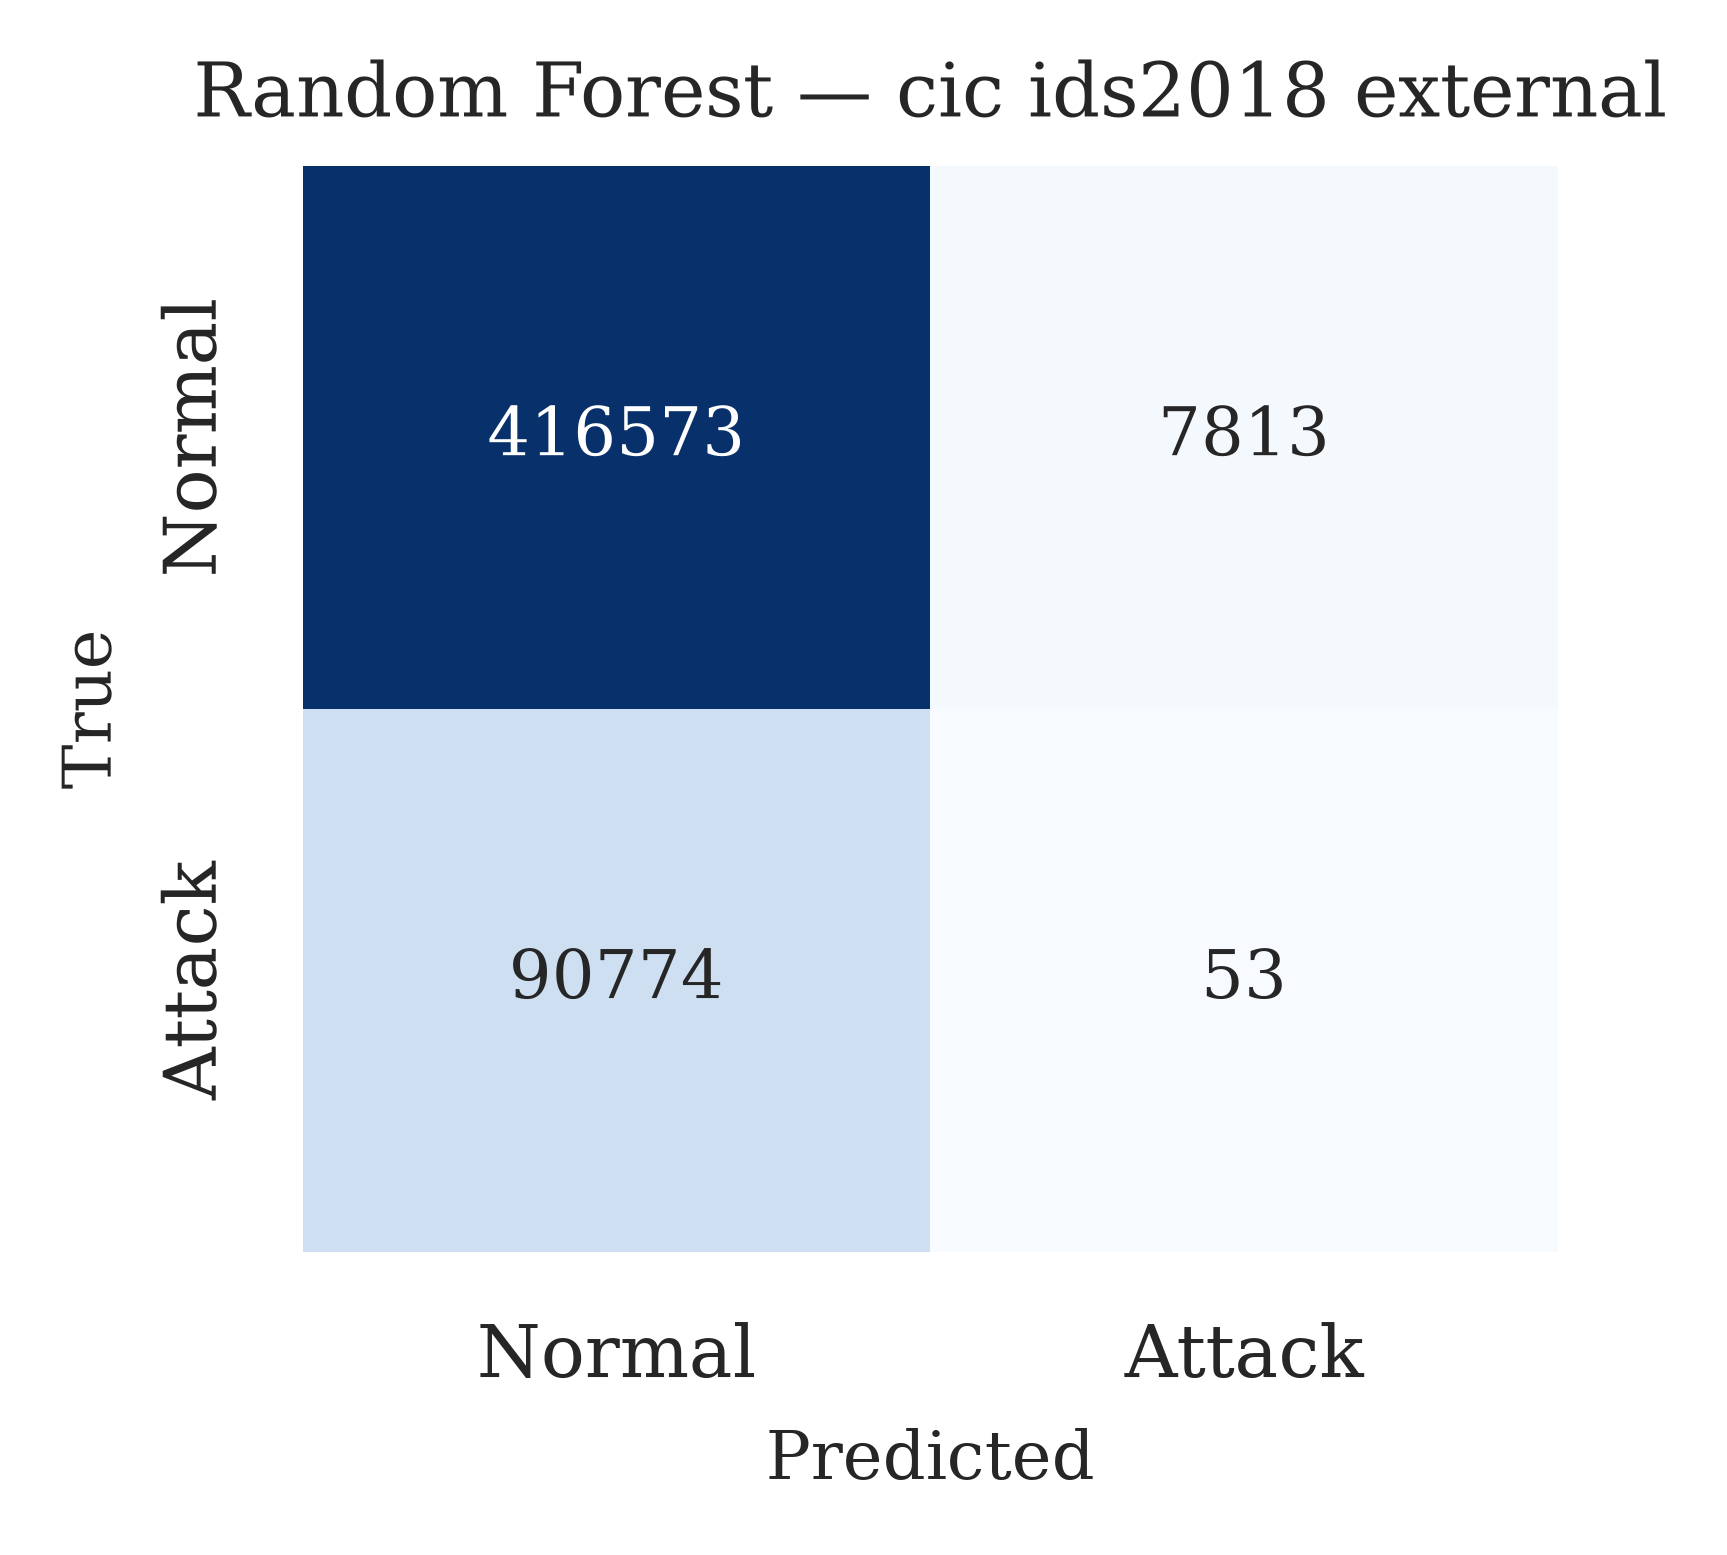 Random Forest — cic ids2018 external
True
Normal
416573
7813
Attack
90774
53
Normal
Attack
Predicted